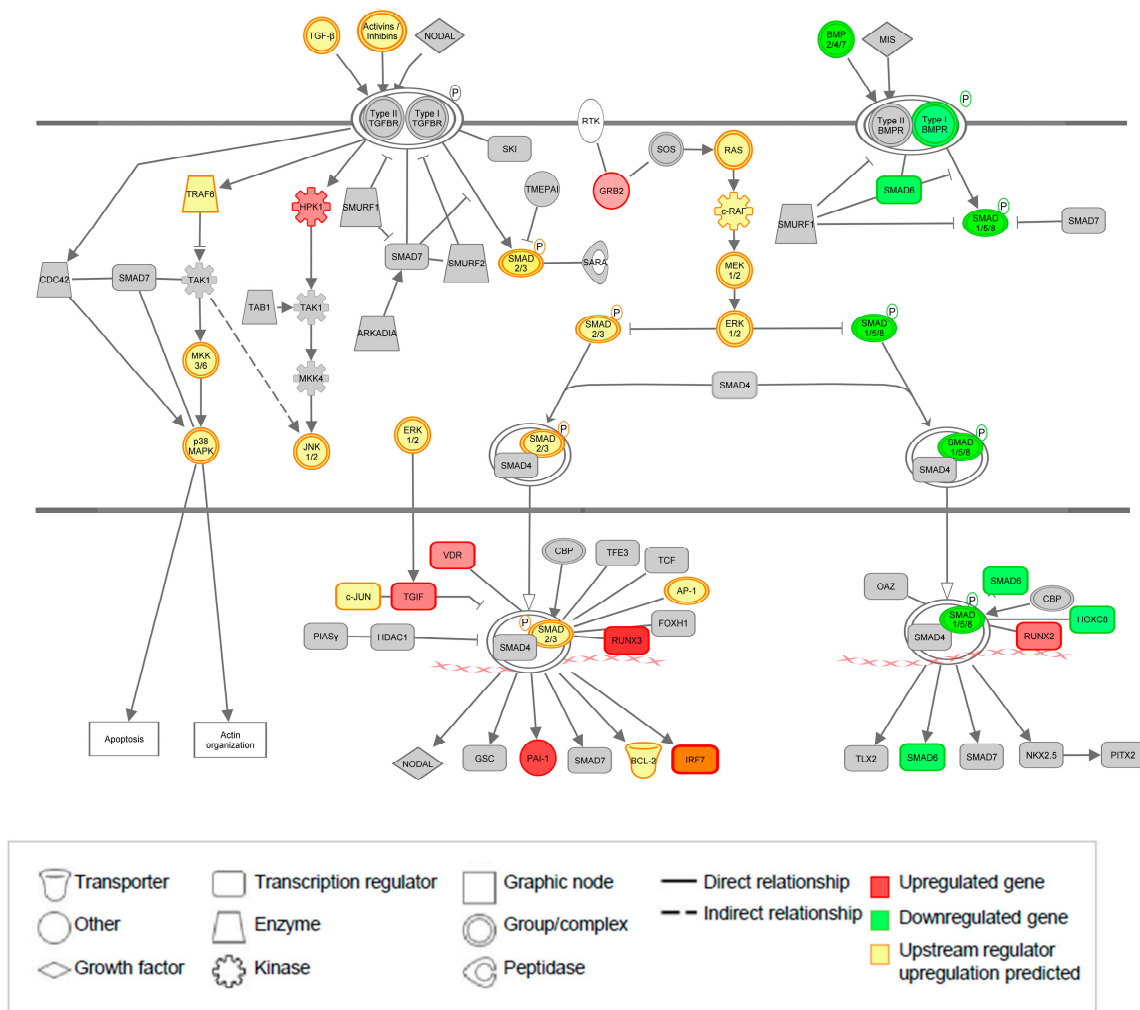 TGF-β
Activins /
Inhibins
NODAL
BMP
2/4/7
MIS
P
Type II
TGFBR
Type I
TGFBR
RTK
P
Type II
BMPR
Type I
BMPR
SKI
SOS
RAS
TRAF6
HPK1
SMURF1
TMEPAI
GRB2
c-RAF
SMAD6
SMURF1
P
SMAD
1/5/8
SMAD7
CDC42
SMAD7
TAK1
SMAD7
SMURF2
P
SMAD
2/3
SARA
MEK
1/2
TAB1
TAK1
ARKADIA
P
SMAD
2/3
ERK
1/2
P
SMAD
1/5/8
MKK
3/6
MKK4
SMAD4
p38
MAPK
JNK
1/2
ERK
1/2
P
SMAD
2/3
SMAD4
P
SMAD
1/5/8
SMAD4
VDR
CBP
TFE3
TCF
c-JUN
TGIF
AP-1
PIASγ
HDAC1
P
SMAD
2/3
SMAD4
FOXH1
RUNX3
OAZ
SMAD6
P
CBP
SMAD
1/5/8
SMAD4
RUNX2
Apoptosis
Actin
organization
NODAL
GSC
PAI-1
SMAD7
BCL-2
IRF7
TLX2
SMAD6
SMAD7
NKX2.5
PITX2
Transporter
Transcription regulator
Graphic node
Direct relationship
Upregulated gene
Other
Enzyme
Group/complex
Indirect relationship
Downregulated gene
Growth factor
Kinase
Peptidase
Upstream regulator
upregulation predicted